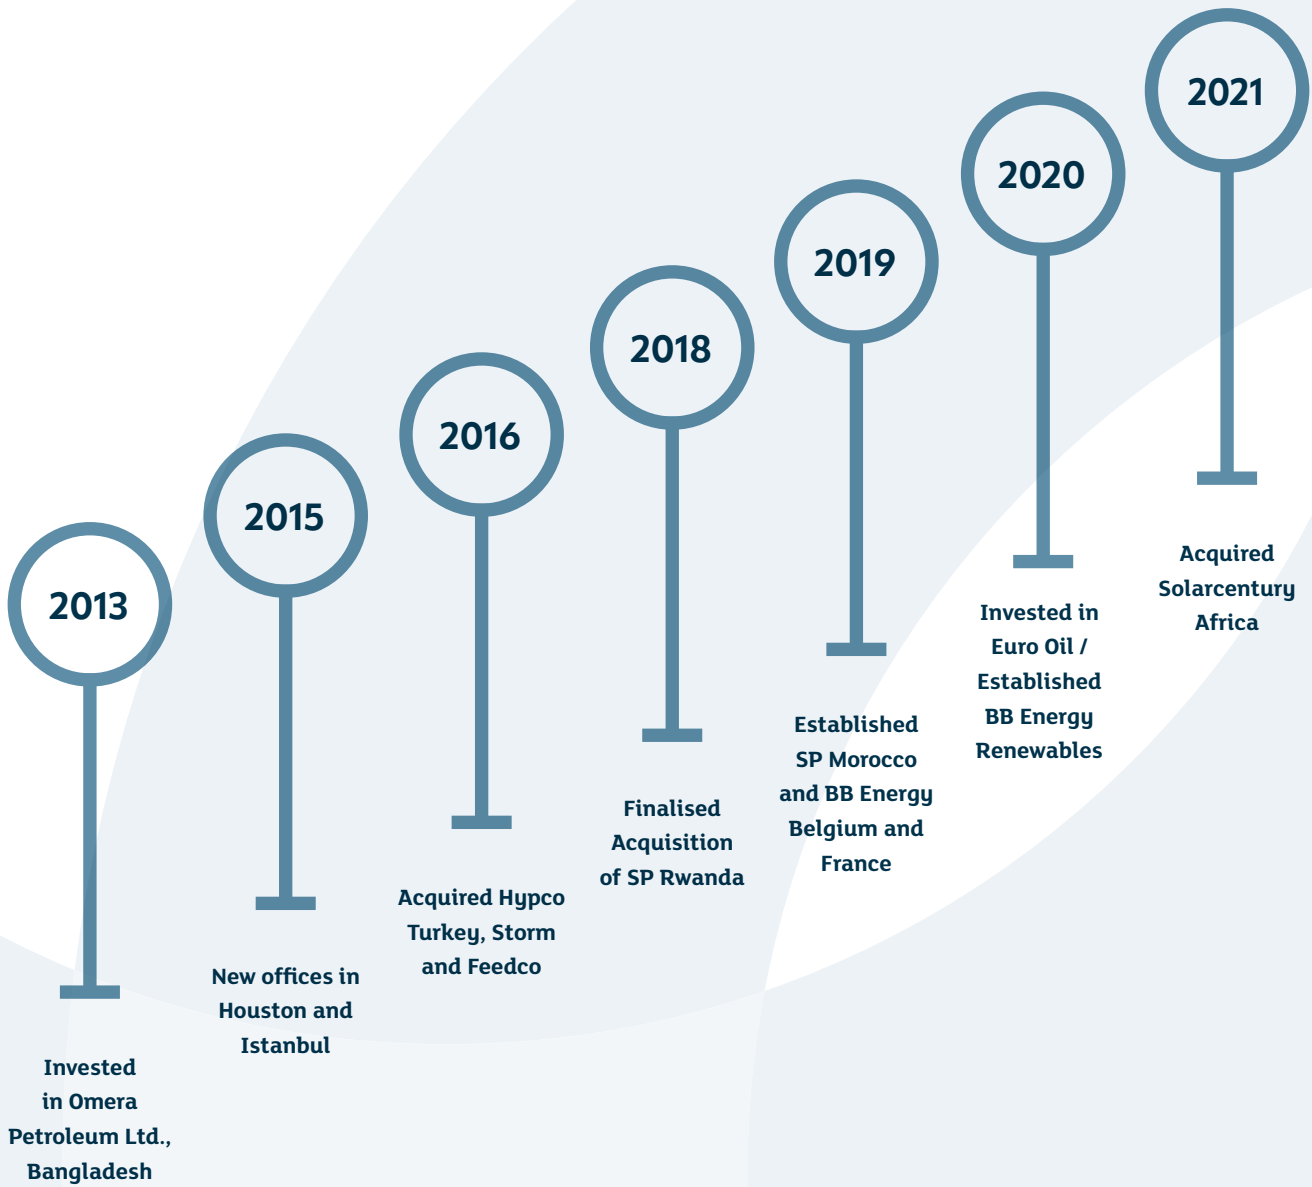 2013
Invested
in Omera
Petroleum Ltd.,
Bangladesh
2015
New offices in
Houston and
Istanbul
2016
Acquired Hypco
Turkey, Storm
and Feedco
2018
Finalised
Acquisition
of SP Rwanda
2019
Established
SP Morocco
and BB Energy
Belgium and
France
2020
Invested in
Euro Oil /
Established
BB Energy
Renewables
2021
Acquired
Solarcentury
Africa